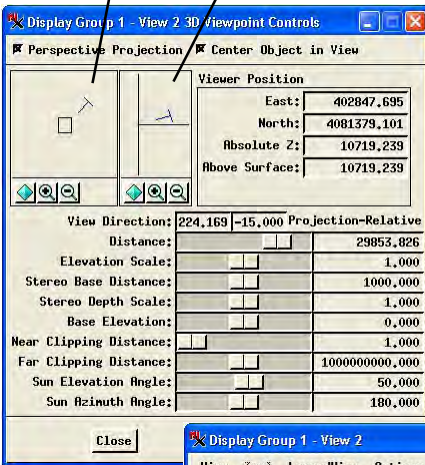 Display Group 1 - View 2 3D Viewpoint Controls
Perspective Projection Center Object in View
Viewer Position
East: 402847.695
North: 4081379.101
Absolute Z: 10719.239
Above Surface: 10719.239
View Direction: 224.169 -15.000 Projection-Relative
Distance: 29853.826
Elevation Scale: 1.000
Stereo Base Distance: 1000.000
Stereo Depth Scale: 1.000
Base Elevation: 0.000
Near Clipping Distance: 1.000
Far Clipping Distance: 1000000000.000
Sun Elevation Angle: 50.000
Sun Azimuth Angle: 180.000
Close
Display Group 1 - View 2